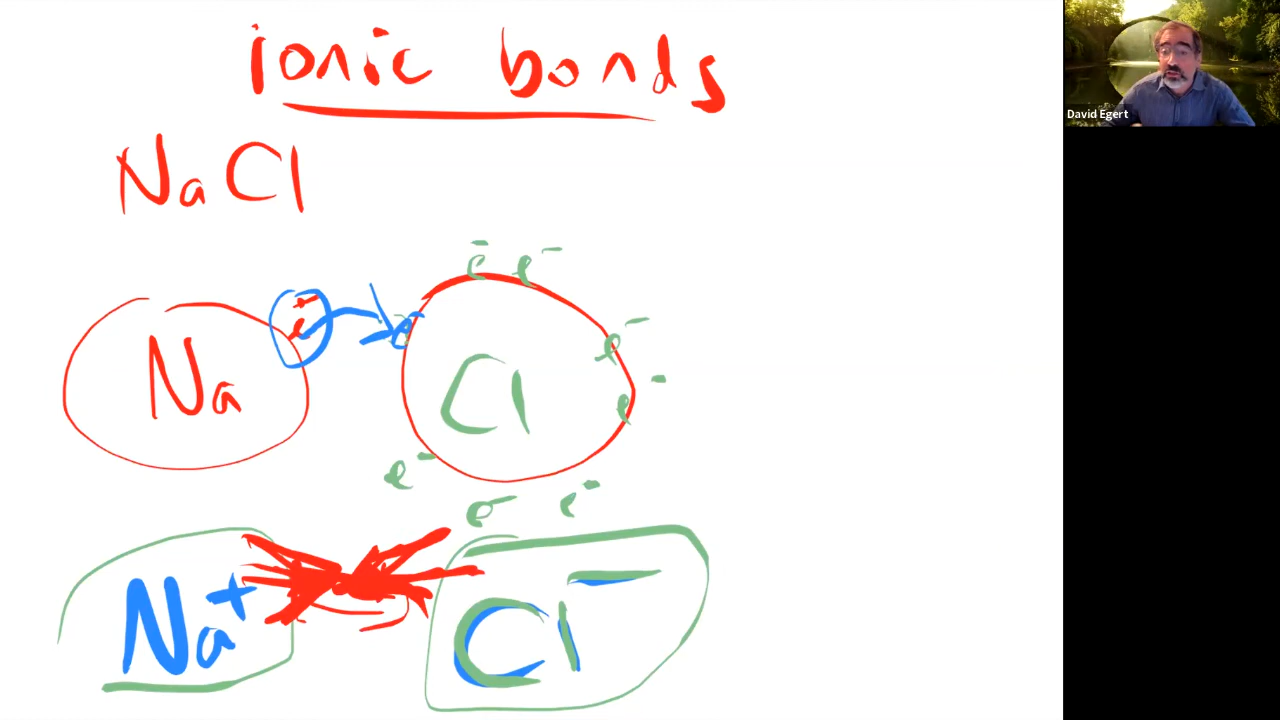 ionic bonds
David Egert
NaCl
e⁻ e⁻
e⁻ e⁻ e⁻
Na Cl e⁻
e⁻
e⁻ e⁻
Na⁺ Cl⁻